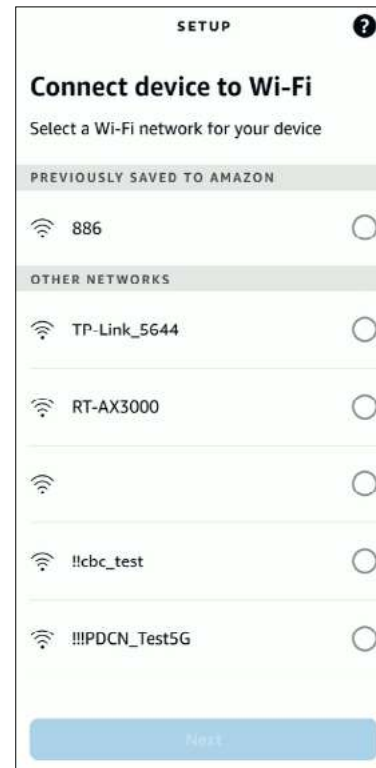 SETUP
?
Connect device to Wi-Fi
Select a Wi-Fi network for your device
PREVIOUSLY SAVED TO AMAZON
886
OTHER NETWORKS
TP-Link_5644
RT-AX3000
!!cbc_test
!!!PDCN_Test5G
Next